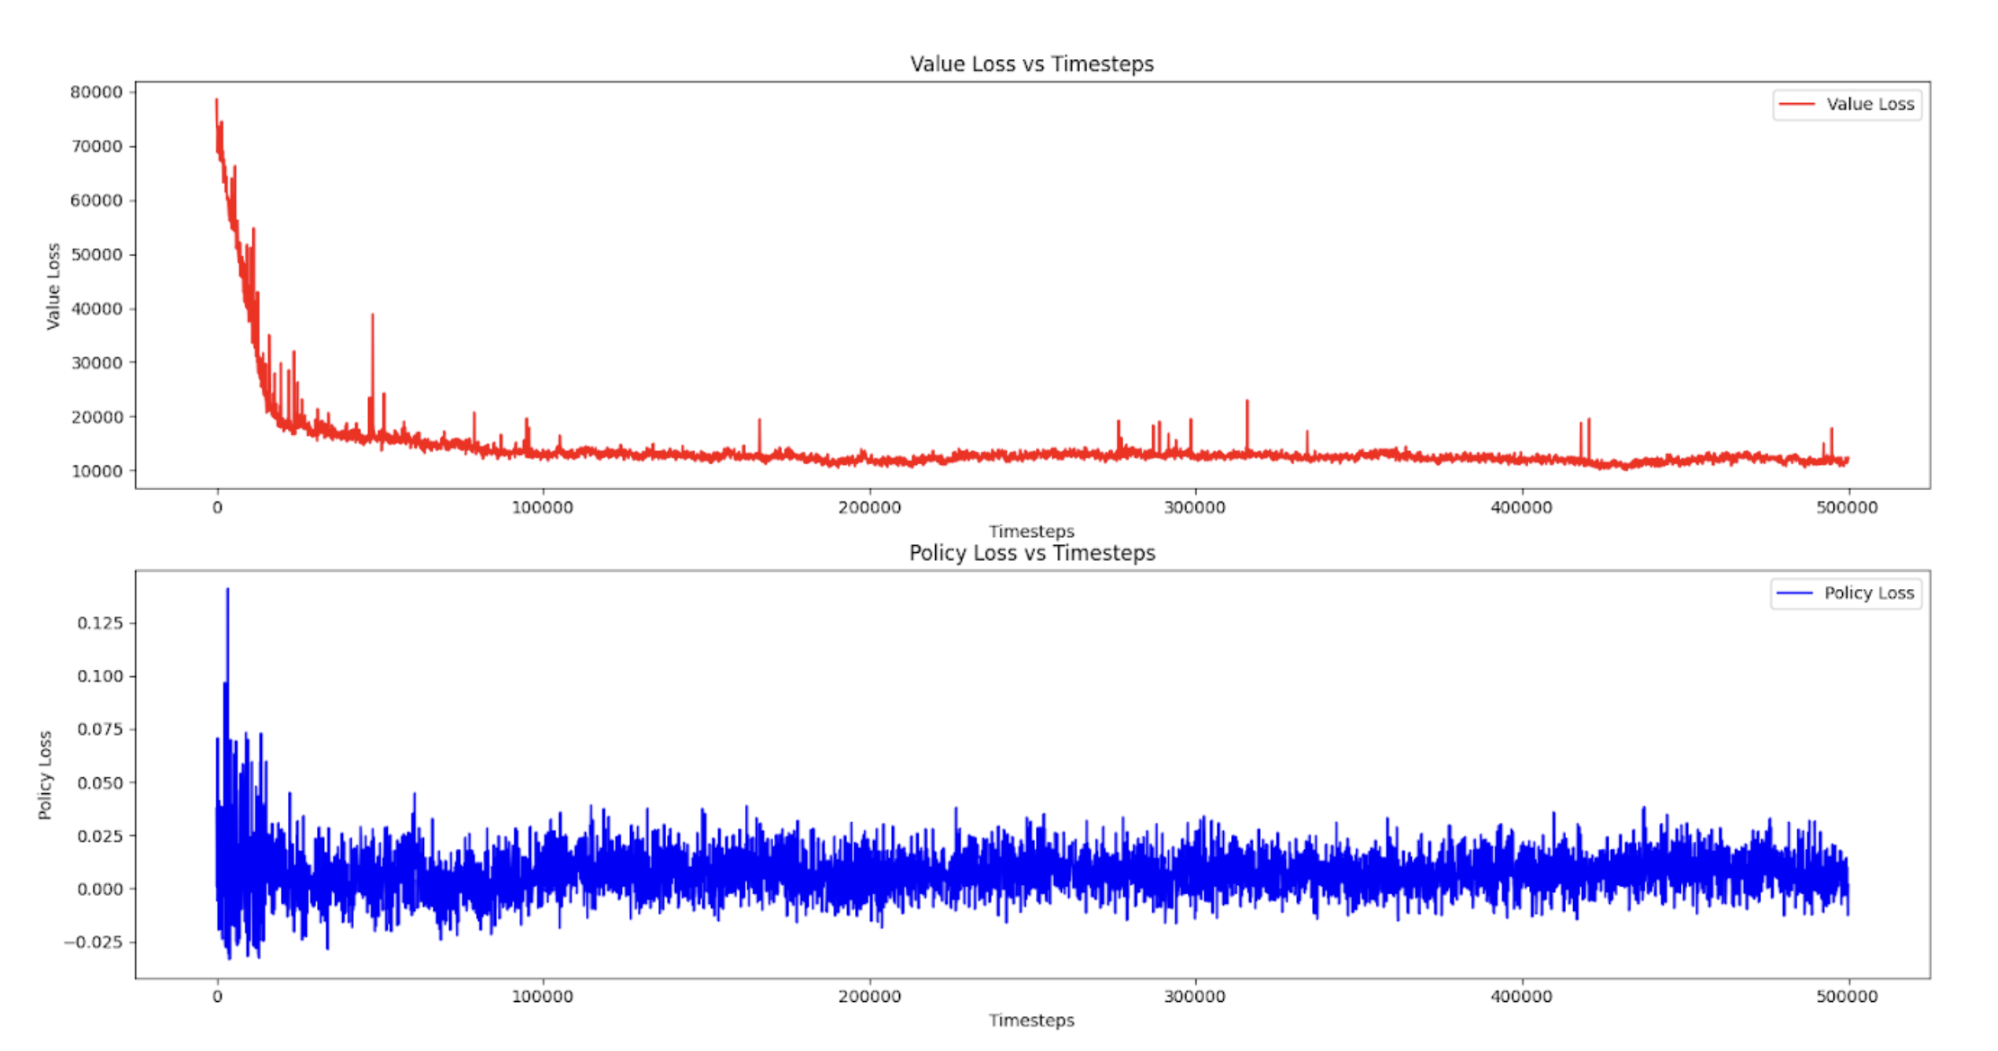 Value Loss vs Timesteps
Value Loss
80000
70000
60000
50000
40000
30000
20000
10000
Value Loss
0 100000 200000 300000 400000 500000
Timesteps
Policy Loss vs Timesteps
Policy Loss
0.125
0.100
0.075
0.050
0.025
0.000
−0.025
Policy Loss
0 100000 200000 300000 400000 500000
Timesteps